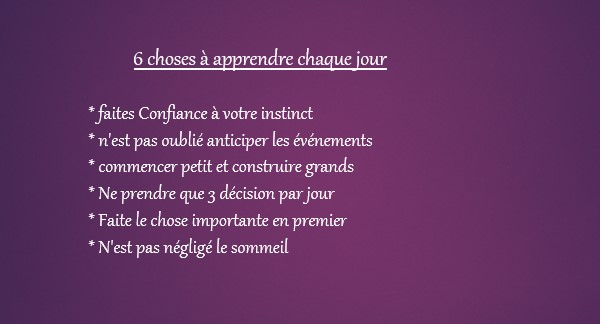 6 choses à apprendre chaque jour
* faites Confiance à votre instinct
* n'est pas oublié anticiper les événements
* commencer petit et construire grands
* Ne prendre que 3 décision par jour
* Faite le chose importante en premier
* N'est pas négligé le sommeil